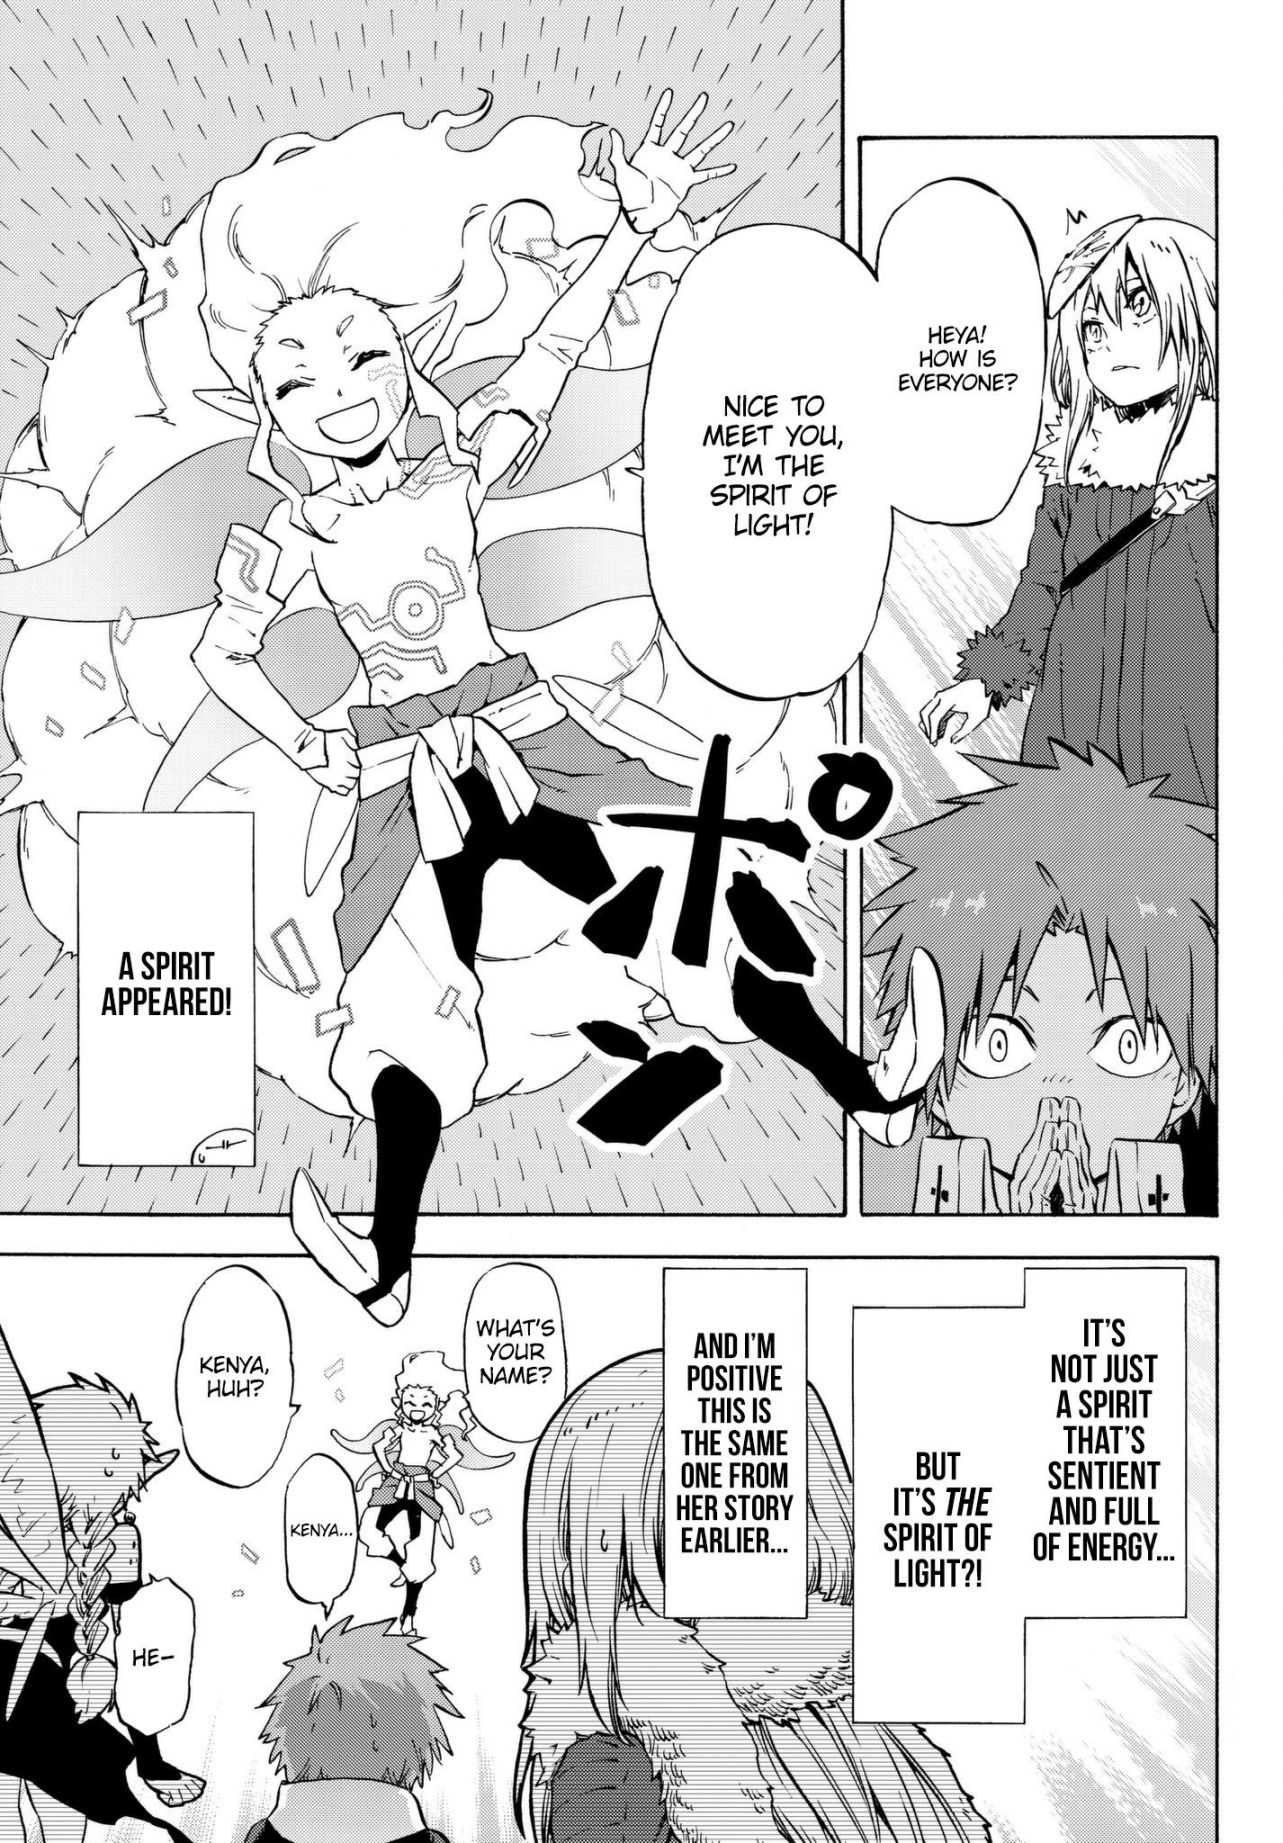 HEYA!
HOW IS
EVERYONE?
NICE TO
MEET YOU,
I'M THE
SPIRIT OF
LIGHT!
ポンッ
A SPIRIT
APPEARED!
IT'S
NOT JUST
A SPIRIT
THAT'S
SENTIENT
AND FULL
OF ENERGY...
BUT
IT'S THE
SPIRIT OF
LIGHT?!
AND I'M
POSITIVE
THIS IS
THE SAME
ONE FROM
HER STORY
EARLIER...
WHAT'S
YOUR
NAME?
KENYA...
KENYA,
HUH?
HE-